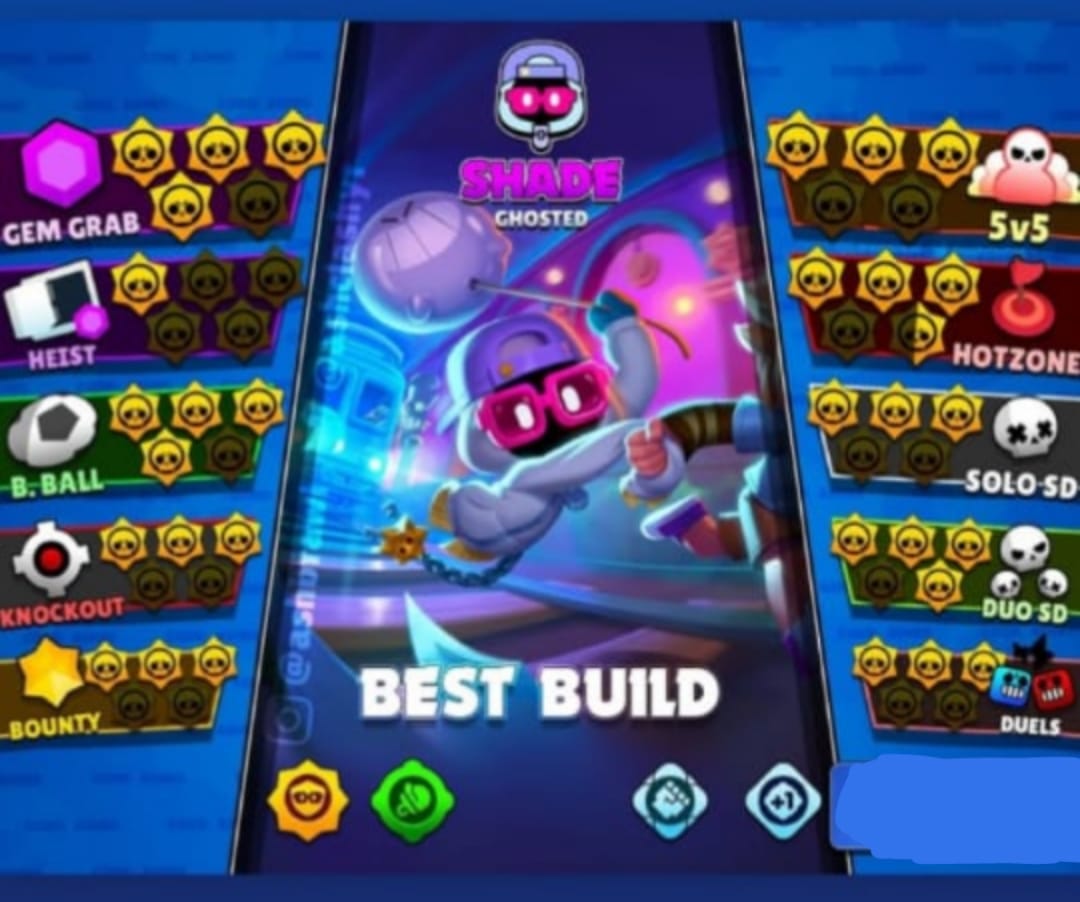 SHADE
GHOSTED
GEM GRAB
HEIST
B. BALL
KNOCKOUT
BOUNTY
5v5
HOTZONE
SOLO SD
DUO SD
DUELS
BEST BUILD
+1